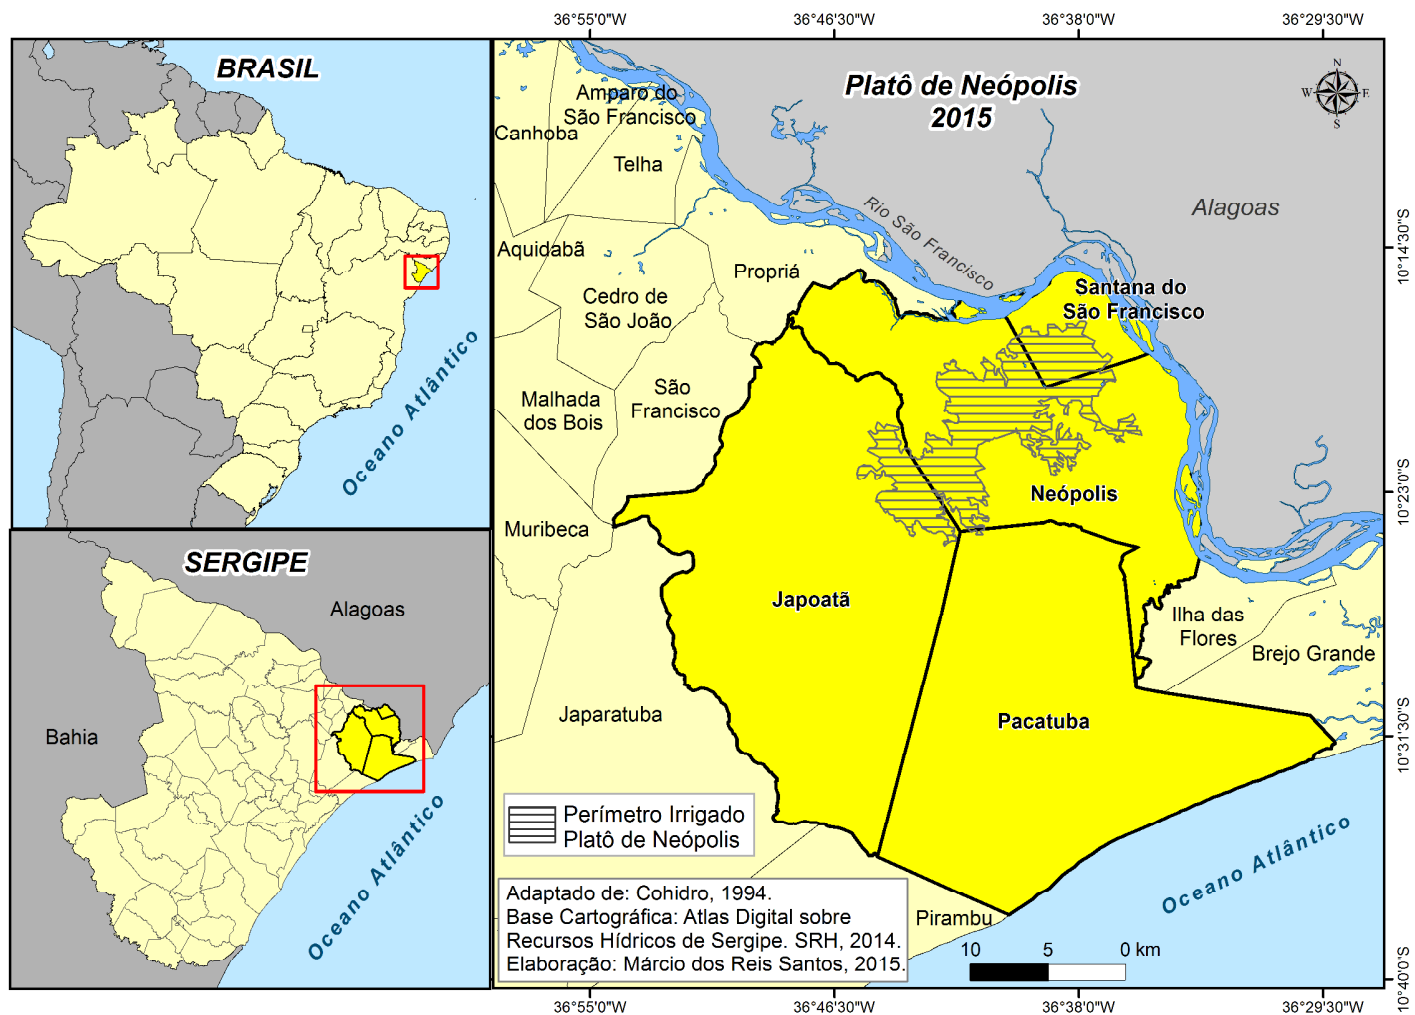 36°55'0"W
36°46'30"W
36°38'0"W
36°29'30"W
BRASIL
Oceano Atlântico
SERGIPE
Alagoas
Bahia
Oceano Atlântico
Platô de Neópolis
2015
N
W
E
S
Amparo do
São Francisco
Canhoba
Telha
Alagoas
Rio São Francisco
10°14'30"S
Aquidabã
Propriá
Santana do
São Francisco
Cedro de
São João
São
Francisco
Malhada
dos Bois
Neópolis
10°23'0"S
Muribeca
Japoatã
Ilha das
Flores
Brejo Grande
Japaratuba
Pacatuba
10°31'30"S
Perímetro Irrigado
Platô de Neópolis
Oceano Atlântico
Adaptado de: Cohidro, 1994.
Base Cartográfica: Atlas Digital sobre
Recursos Hídricos de Sergipe. SRH, 2014.
Elaboração: Márcio dos Reis Santos, 2015.
Pirambu
10 5 0 km
10°40'0"S
36°55'0"W
36°46'30"W
36°38'0"W
36°29'30"W